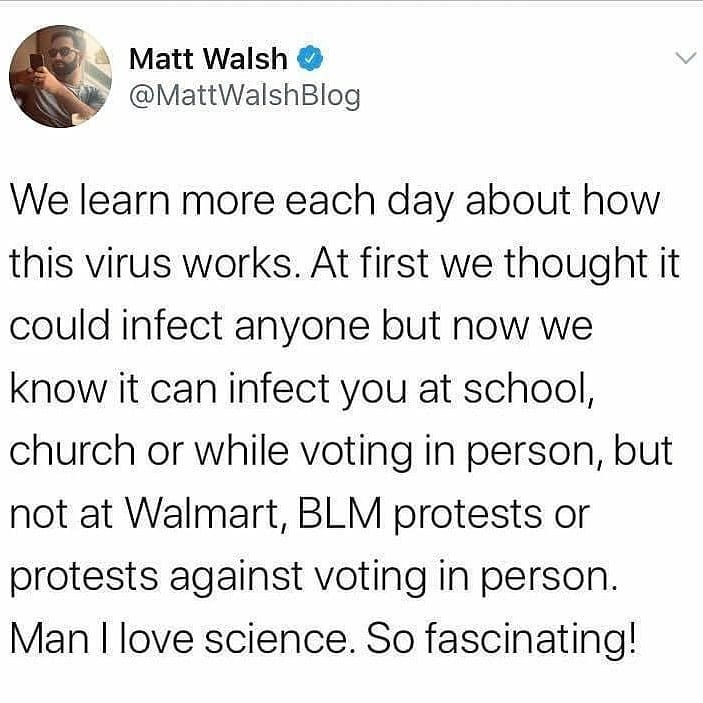 Matt Walsh
@MattWalshBlog
We learn more each day about how
this virus works. At first we thought it
could infect anyone but now we
know it can infect you at school,
church or while voting in person, but
not at Walmart, BLM protests or
protests against voting in person.
Man I love science. So fascinating!